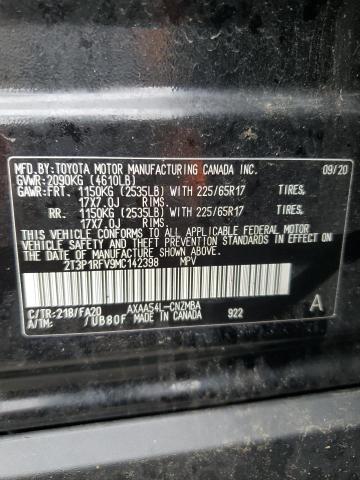 MFD.BY:TOYOTA MOTOR MANUFACTURING CANADA INC. 09/20
GVWR:2090KG (4610LB)
GAWR:FRT. 1150KG (2535LB) WITH 225/65R17 TIRES,
17X7.0J RIMS.
RR. 1150KG (2535LB) WITH 225/65R17 TIRES,
17X7.0J RIMS.
THIS VEHICLE CONFORMS TO ALL APPLICABLE FEDERAL MOTOR
VEHICLE SAFETY, BUMPER, AND THEFT PREVENTION STANDARDS
IN EFFECT ON THE DATE OF MANUFACTURE SHOWN ABOVE.
2T3P1RFV9MC142398 MPV
C/TR:218/FA20 AXAA54L-CNZMBA
A/TM: /UB80F MADE IN CANADA 922
A